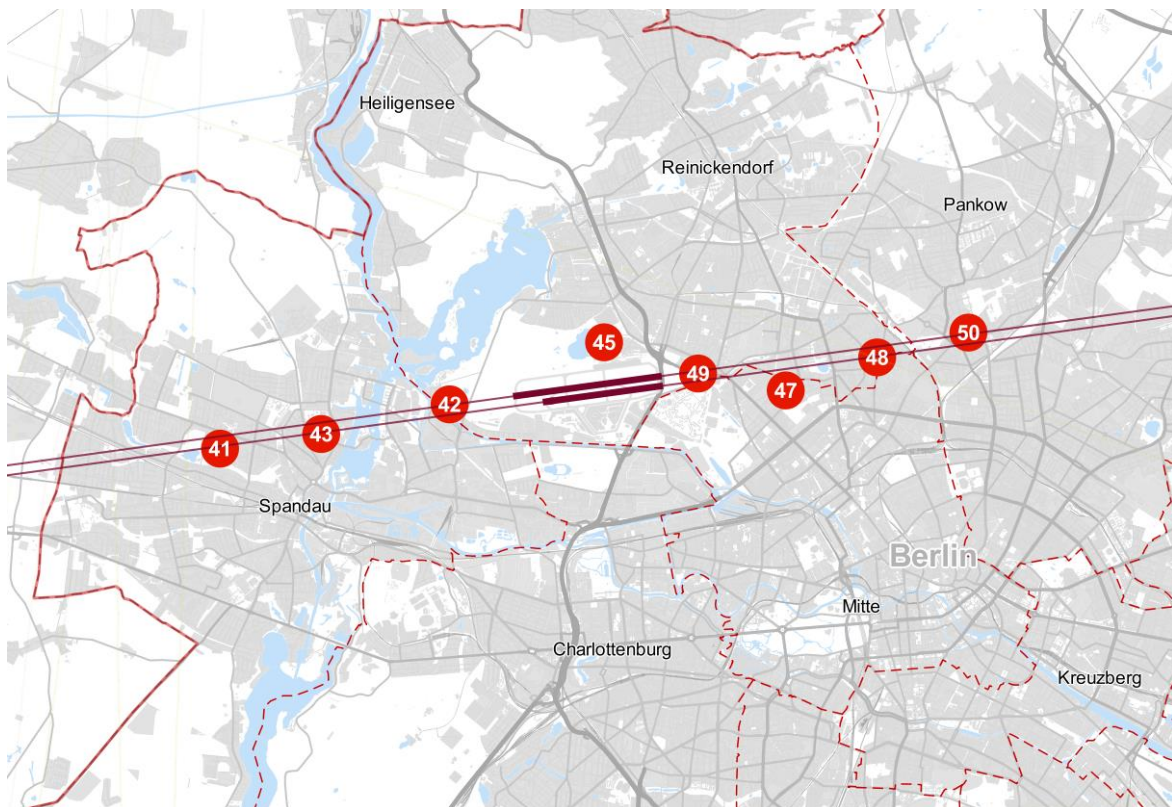 Heiligensee
Reinickendorf
Pankow
50
45
48
49
47
42
43
41
Spandau
Berlin
Mitte
Charlottenburg
Kreuzberg